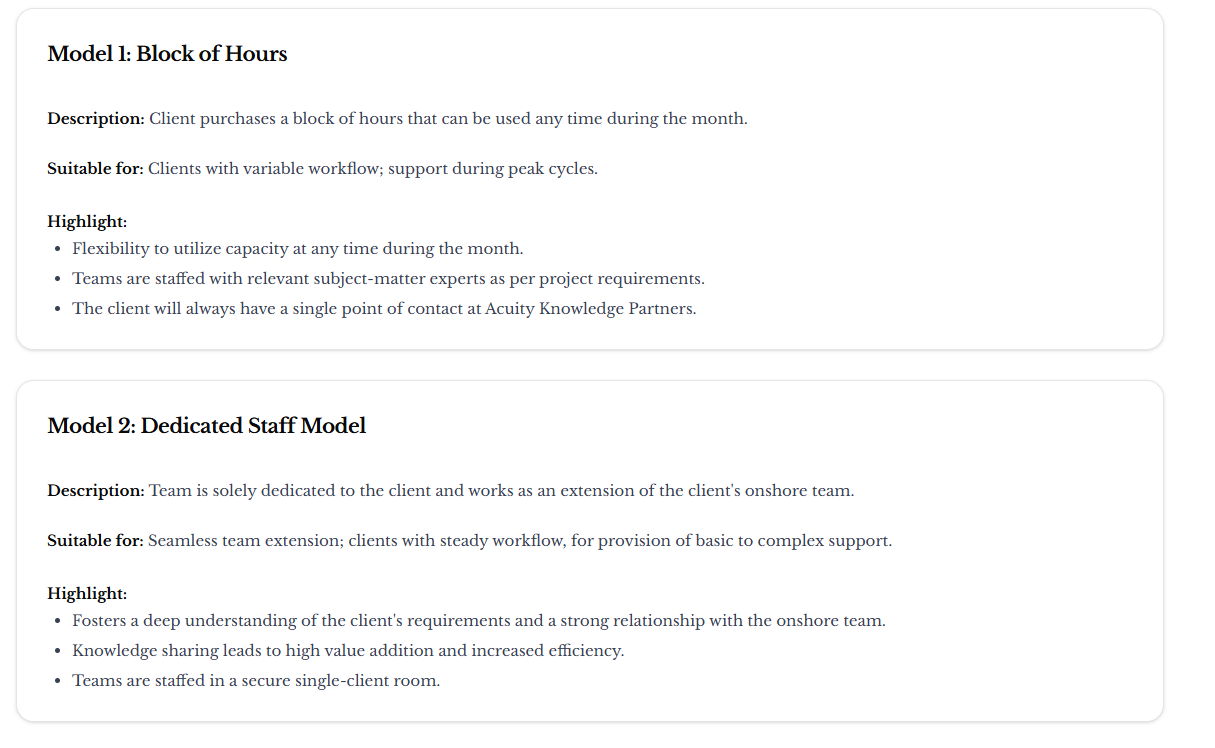 Model 1: Block of Hours
Description: Client purchases a block of hours that can be used any time during the month.
Suitable for: Clients with variable workflow; support during peak cycles.
Highlight:
• Flexibility to utilize capacity at any time during the month.
• Teams are staffed with relevant subject-matter experts as per project requirements.
• The client will always have a single point of contact at Acuity Knowledge Partners.
Model 2: Dedicated Staff Model
Description: Team is solely dedicated to the client and works as an extension of the client's onshore team.
Suitable for: Seamless team extension; clients with steady workflow, for provision of basic to complex support.
Highlight:
• Fosters a deep understanding of the client's requirements and a strong relationship with the onshore team.
• Knowledge sharing leads to high value addition and increased efficiency.
• Teams are staffed in a secure single-client room.